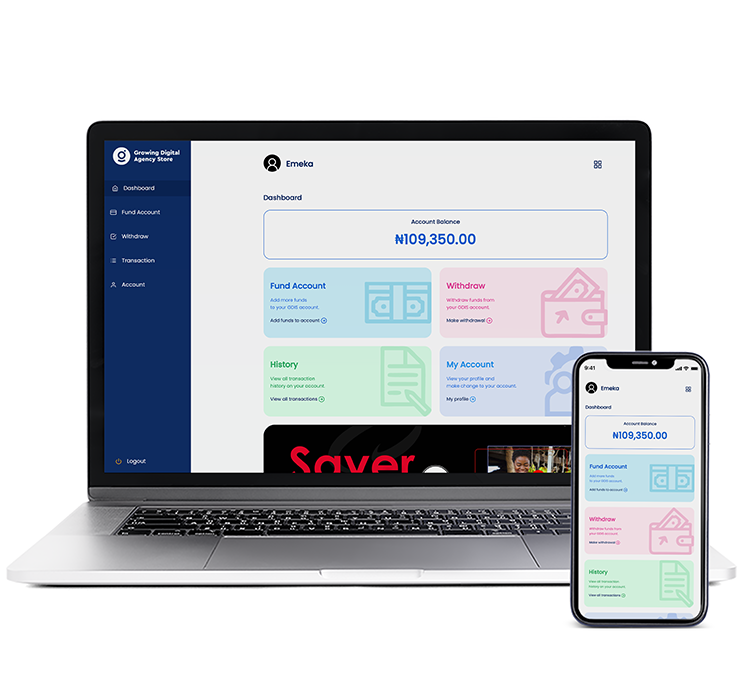 Growing Digital
Agency Store
Dashboard
Fund Account
Withdraw
Transaction
Account
Logout
Emeka
Dashboard
Account Balance
₦109,350.00
Fund Account
Add more funds
to your GDIS account.
Add funds to account
Withdraw
Withdraw funds from
your GDIS account.
Make withdrawal
History
View all transaction
history on your account.
View all transactions
My Account
View your profile and
make change to your account.
My profile
Saver
9:41
Emeka
Dashboard
Account Balance
₦109,350.00
Fund Account
Add more funds
to your GDIS account.
Add funds to account
Withdraw
Withdraw funds from
your GDIS account.
Make withdrawal
History
View all transaction
history on your account.
View all transactions